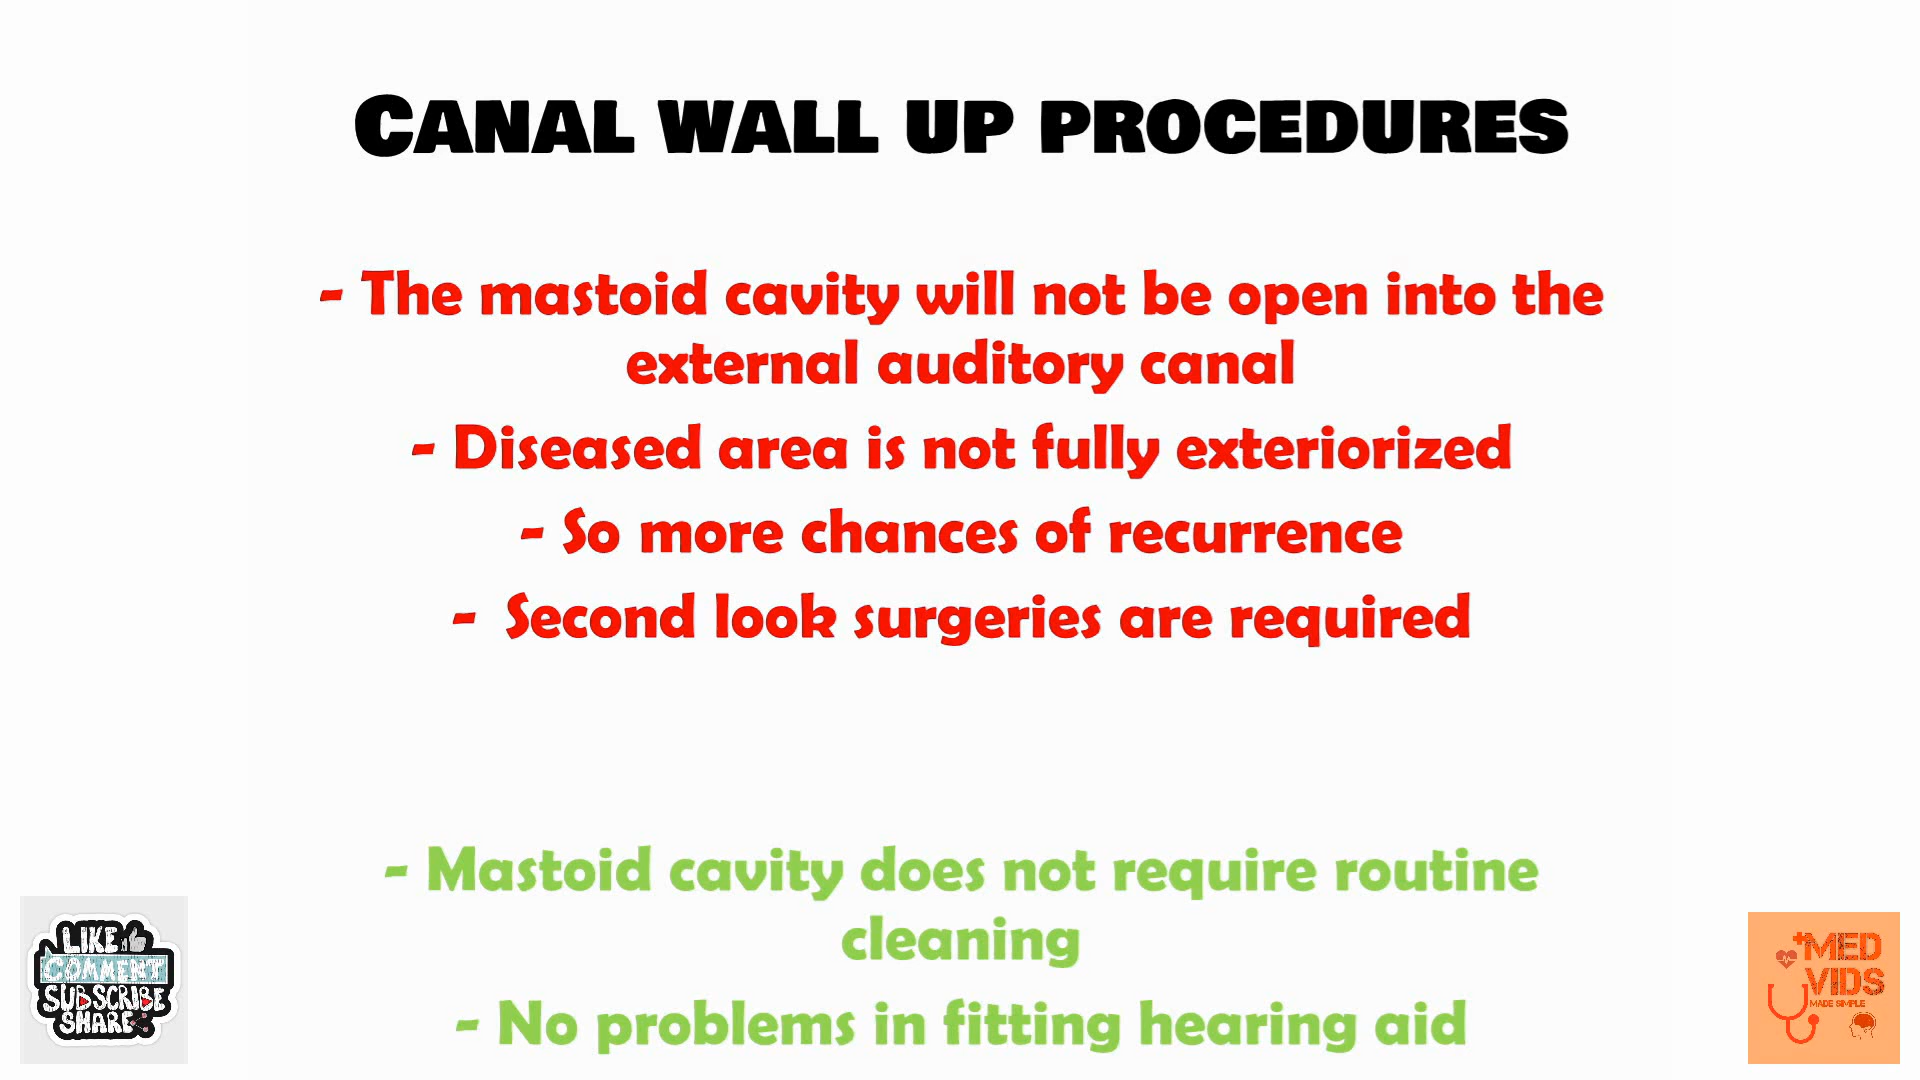 CANAL WALL UP PROCEDURES
- The mastoid cavity will not be open into the
external auditory canal
- Diseased area is not fully exteriorized
- So more chances of recurrence
- Second look surgeries are required
- Mastoid cavity does not require routine
cleaning
- No problems in fitting hearing aid
LIKE
COMMENT
SUBSCRIBE
SHARE
MED
VIDS
MADE SIMPLE